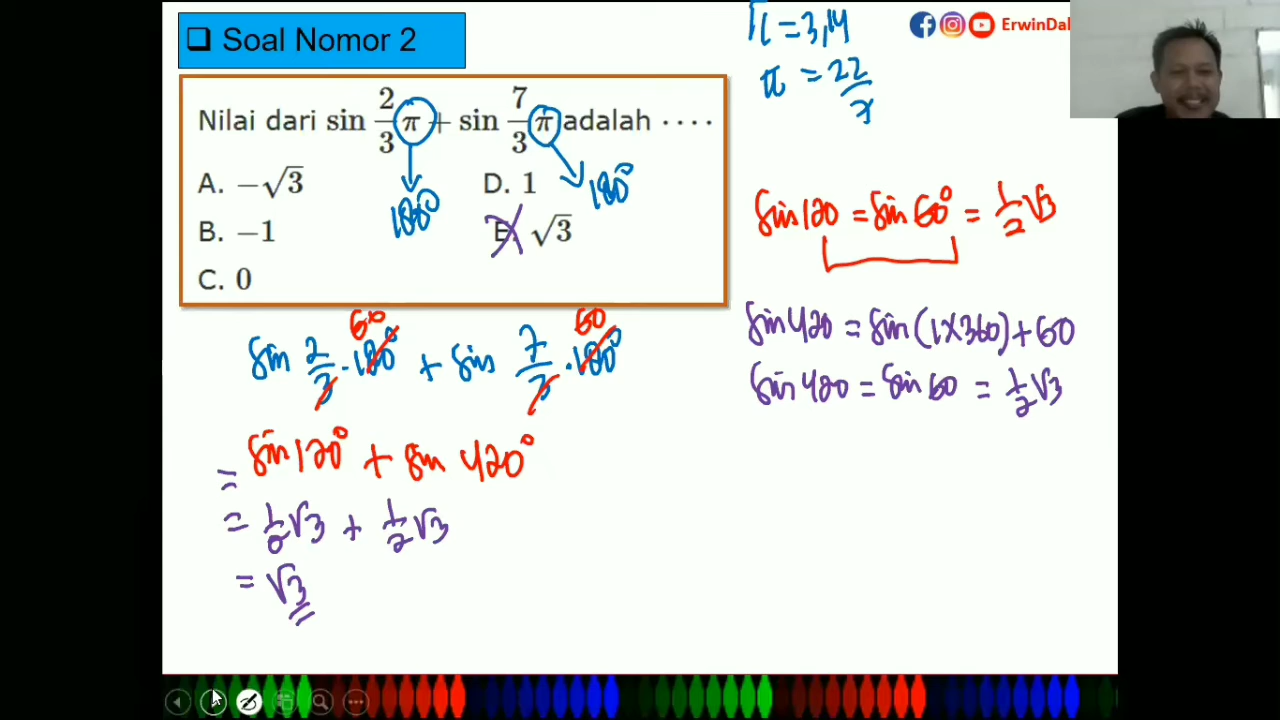 ❑ Soal Nomor 2
π = 3,14
π = 22/7
ErwinDal
Nilai dari sin 2/3 π + sin 7/3 π adalah ....
A. −√3
D. 1
180°
180°
B. −1
E. √3
C. 0
sin 120 = sin 60° = 1/2 √3
sin 420 = sin (1×360) + 60
sin 420 = sin 60 = 1/2 √3
60 60
sin 2/3 · 180° + sin 7/3 · 180°
= sin 120° + sin 420°
= 1/2 √3 + 1/2 √3
= √3